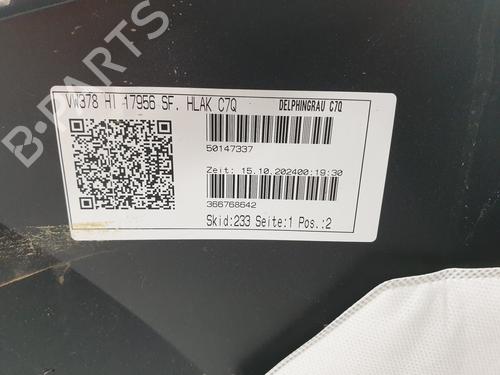 VW378 HI 17956 SF. HLAK C7Q
DELPHINGRAU C7Q
50147337
Zeit: 15.10.202400:19:30
366768642
Skid:233 Seite:1 Pos.:2
B-PARTS